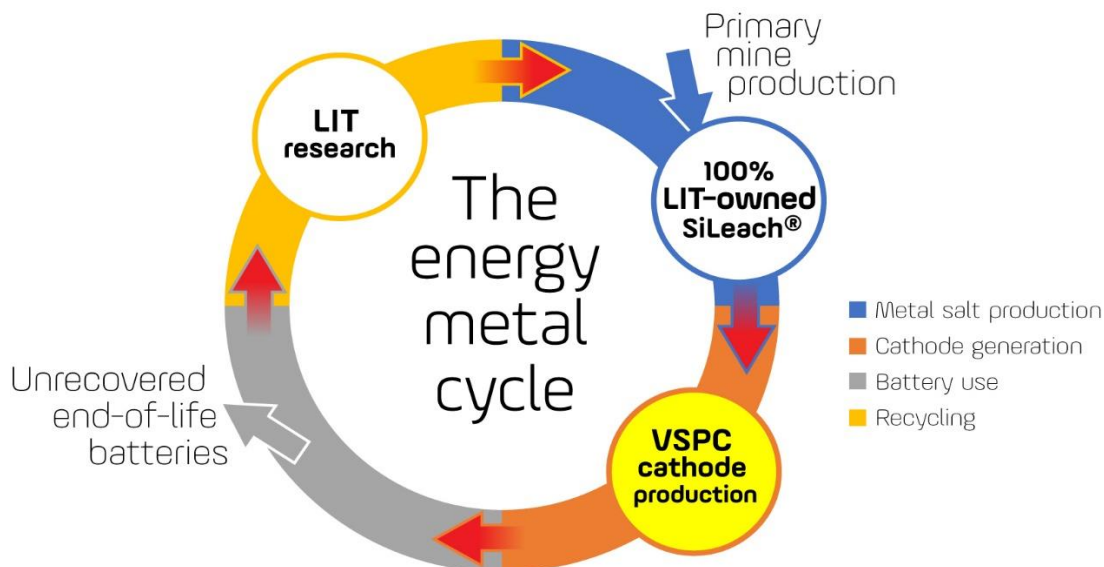 Primary
mine
production
LIT
research
100%
LIT-owned
SiLeach®
The
energy
metal
cycle
Metal salt production
Cathode generation
Battery use
Recycling
Unrecovered
end-of-life
batteries
VSPC
cathode
production